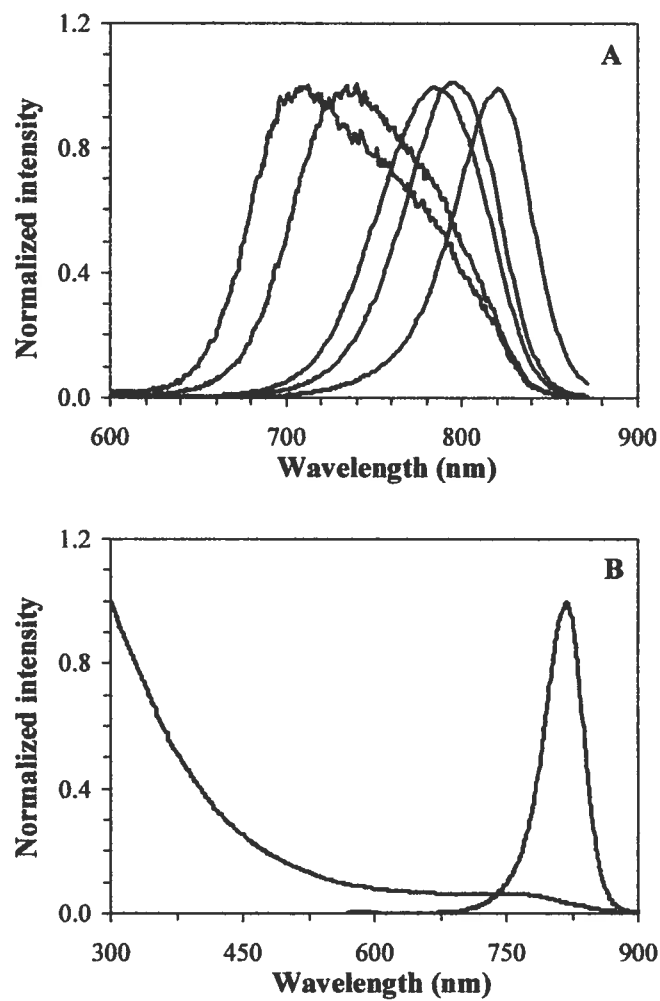 1.2
A
0.8
0.4
0.0
Normalized intensity
600 700 800 900
Wavelength (nm)
1.2
B
0.8
0.4
0.0
Normalized intensity
300 450 600 750 900
Wavelength (nm)